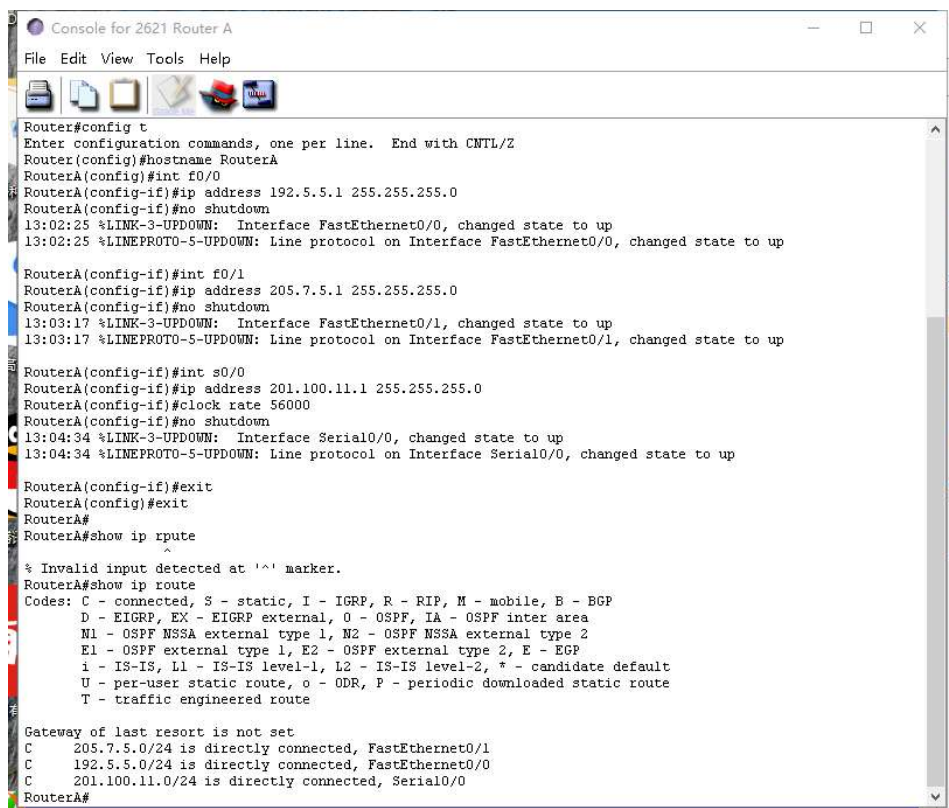 Console for 2621 Router A
File Edit View Tools Help
Router#config t
Enter configuration commands, one per line.  End with CNTL/Z
Router(config)#hostname RouterA
RouterA(config)#int f0/0
RouterA(config-if)#ip address 192.5.5.1 255.255.255.0
RouterA(config-if)#no shutdown
13:02:25 %LINK-3-UPDOWN:  Interface FastEthernet0/0, changed state to up
13:02:25 %LINEPROTO-5-UPDOWN: Line protocol on Interface FastEthernet0/0, changed state to up
RouterA(config-if)#int f0/1
RouterA(config-if)#ip address 205.7.5.1 255.255.255.0
RouterA(config-if)#no shutdown
13:03:17 %LINK-3-UPDOWN:  Interface FastEthernet0/1, changed state to up
13:03:17 %LINEPROTO-5-UPDOWN: Line protocol on Interface FastEthernet0/1, changed state to up
RouterA(config-if)#int s0/0
RouterA(config-if)#ip address 201.100.11.1 255.255.255.0
RouterA(config-if)#clock rate 56000
RouterA(config-if)#no shutdown
13:04:34 %LINK-3-UPDOWN:  Interface Serial0/0, changed state to up
13:04:34 %LINEPROTO-5-UPDOWN: Line protocol on Interface Serial0/0, changed state to up
RouterA(config-if)#exit
RouterA(config)#exit
RouterA#
RouterA#show ip rpute
^
% Invalid input detected at '^' marker.
RouterA#show ip route
Codes: C - connected, S - static, I - IGRP, R - RIP, M - mobile, B - BGP
D - EIGRP, EX - EIGRP external, O - OSPF, IA - OSPF inter area
N1 - OSPF NSSA external type 1, N2 - OSPF NSSA external type 2
E1 - OSPF external type 1, E2 - OSPF external type 2, E - EGP
i - IS-IS, L1 - IS-IS level-1, L2 - IS-IS level-2, * - candidate default
U - per-user static route, o - ODR, P - periodic downloaded static route
T - traffic engineered route
Gateway of last resort is not set
C      205.7.5.0/24 is directly connected, FastEthernet0/1
C      192.5.5.0/24 is directly connected, FastEthernet0/0
C      201.100.11.0/24 is directly connected, Serial0/0
RouterA#